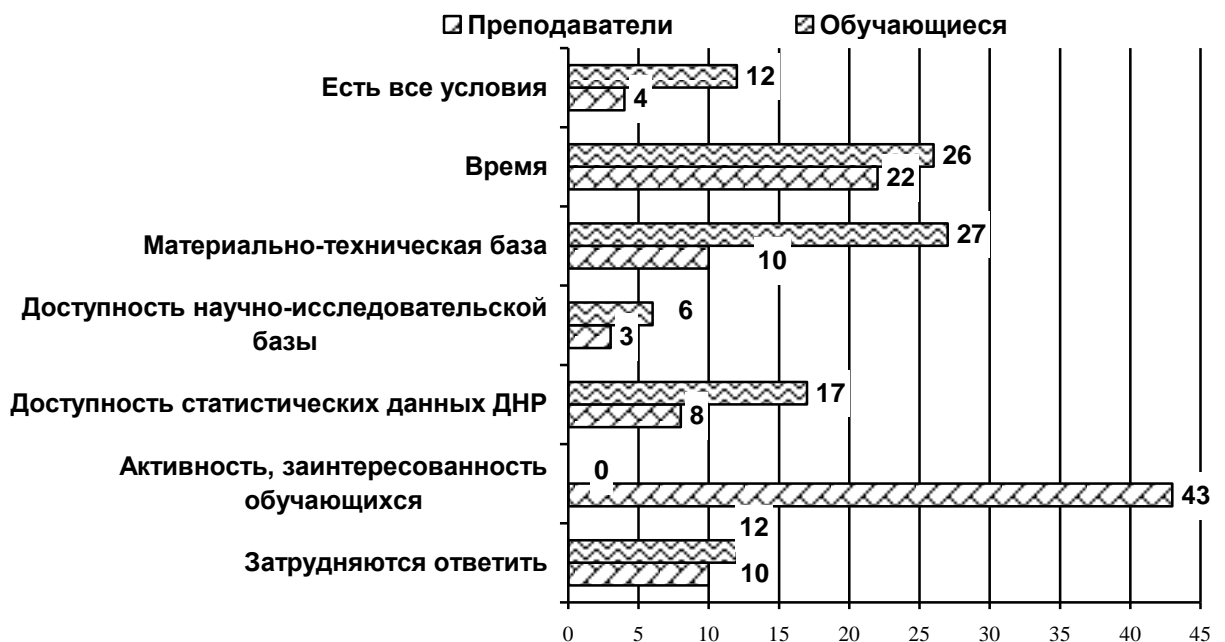 Преподаватели Обучающиеся
Есть все условия
12
4
Время
26
22
Материально-техническая база
27
10
Доступность научно-исследовательской
базы
6
3
Доступность статистических данных ДНР
17
8
Активность, заинтересованность
обучающихся
0
43
Затрудняются ответить
12
10
0 5 10 15 20 25 30 35 40 45